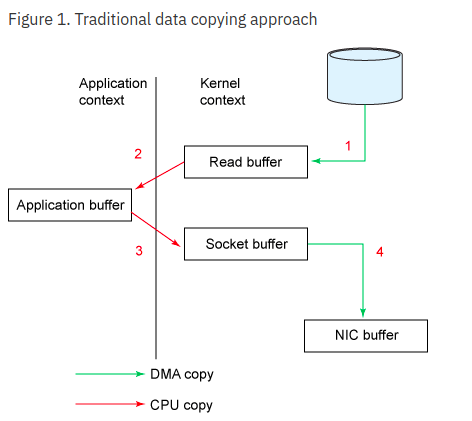 Figure 1. Traditional data copying approach
Application
context
Kernel
context
1
2
Read buffer
Application buffer
3
Socket buffer
4
NIC buffer
DMA copy
CPU copy